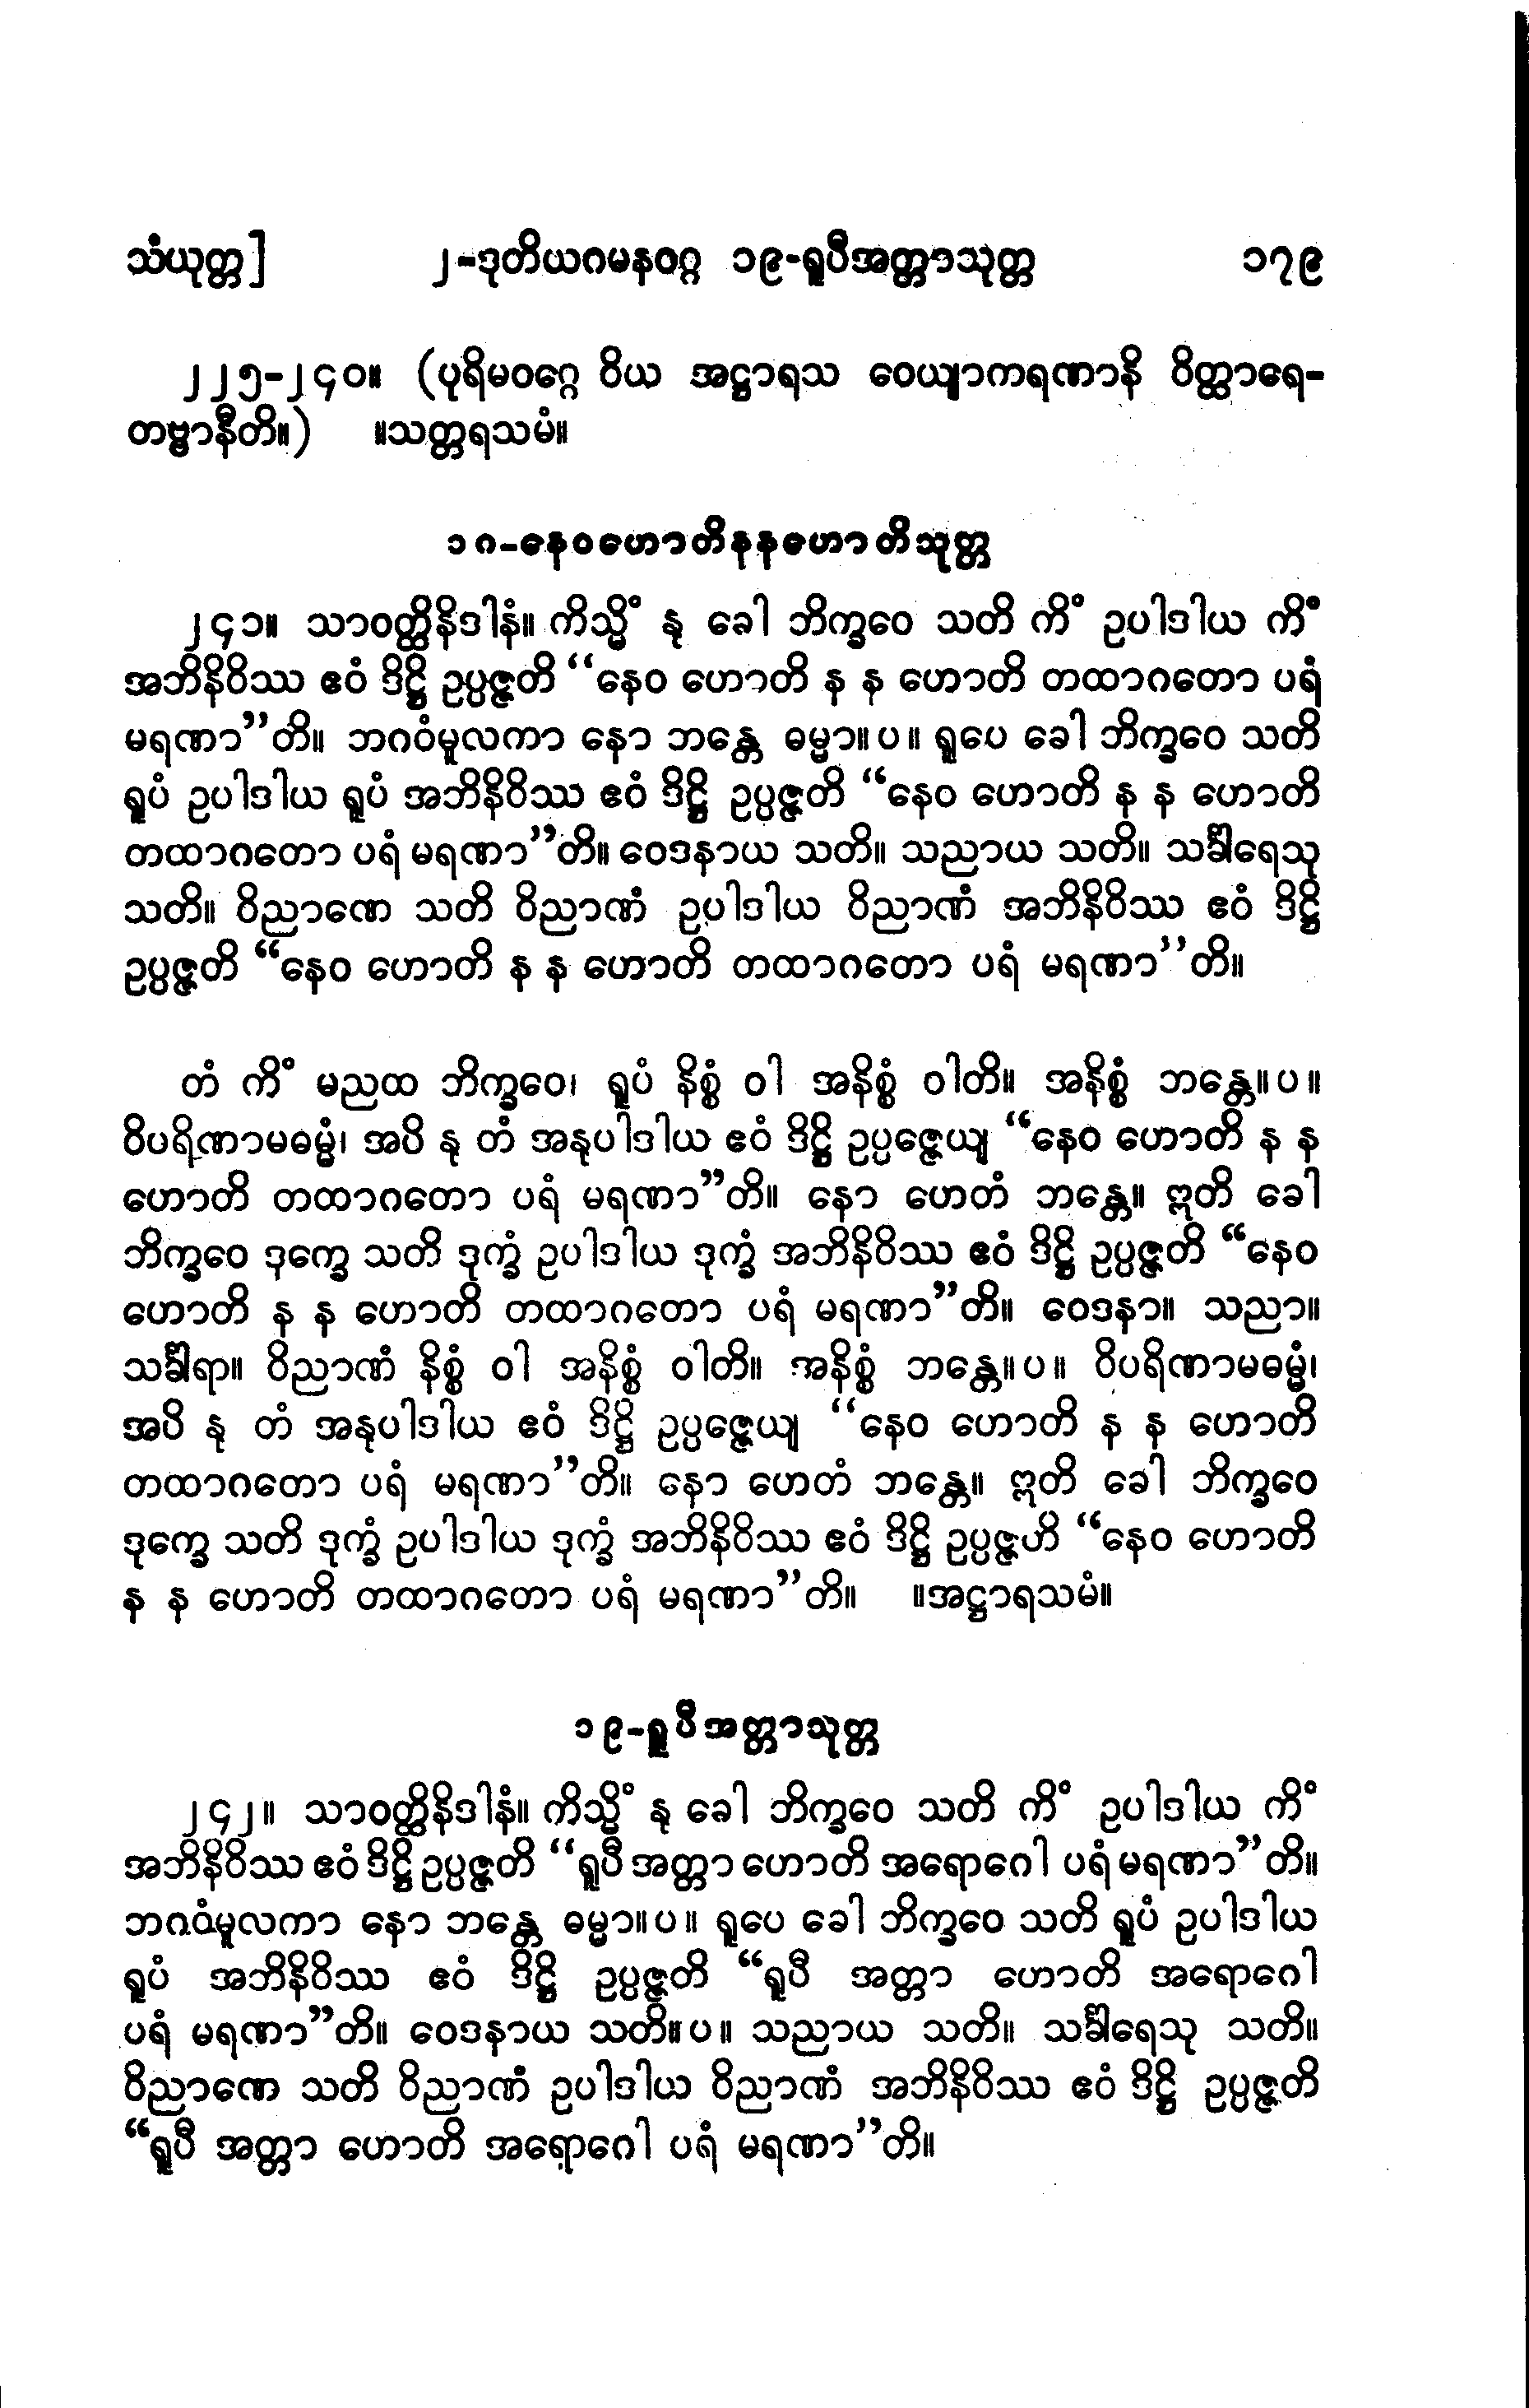 သံယုတ္တ] ၂-ဒုတိယဂမနဝဂ္ဂ ၁၉-ရူပီအတ္တာသုတ္တ ၁၇၉
၂၂၅-၂၄၀။ (ပုရိမဝဂ္ဂေ ဝိယ အဋ္ဌာရသ ဝေယျာကရဏာနိ ဝိတ္ထာရေ-
တဗ္ဗာနီတိ။) ။သတ္တရသမံ။
၁၈-နေဝဟောတိနနဟောတိသုတ္တ
၂၄၁။ သာဝတ္ထိနိဒါနံ။ ကိသ္မိံ နု ခေါ ဘိက္ခဝေ သတိ ကိံ ဥပါဒါယ ကိံ
အဘိနိဝိဿ ဧဝံ ဒိဋ္ဌိ ဥပ္ပဇ္ဇတိ “နေဝ ဟောတိ န န ဟောတိ တထာဂတော ပရံ
မရဏာ”တိ။ ဘဂဝံမူလကာ နော ဘန္တေ ဓမ္မာ။ပ။ ရူပေ ခေါ ဘိက္ခဝေ သတိ
ရူပံ ဥပါဒါယ ရူပံ အဘိနိဝိဿ ဧဝံ ဒိဋ္ဌိ ဥပ္ပဇ္ဇတိ “နေဝ ဟောတိ န န ဟောတိ
တထာဂတော ပရံ မရဏာ”တိ။ ဝေဒနာယ သတိ။ သညာယ သတိ။ သင်္ခါရေသု
သတိ။ ဝိညာဏေ သတိ ဝိညာဏံ ဥပါဒါယ ဝိညာဏံ အဘိနိဝိဿ ဧဝံ ဒိဋ္ဌိ
ဥပ္ပဇ္ဇတိ “နေဝ ဟောတိ န န ဟောတိ တထာဂတော ပရံ မရဏာ”တိ။
တံ ကိံ မညထ ဘိက္ခဝေ၊ ရူပံ နိစ္စံ ဝါ အနိစ္စံ ဝါတိ။ အနိစ္စံ ဘန္တေ။ပ။
ဝိပရိဏာမဓမ္မံ၊ အပိ နု တံ အနုပါဒါယ ဧဝံ ဒိဋ္ဌိ ဥပ္ပဇ္ဇေယျ “နေဝ ဟောတိ န န
ဟောတိ တထာဂတော ပရံ မရဏာ”တိ။ နော ဟေတံ ဘန္တေ။ ဣတိ ခေါ
ဘိက္ခဝေ ဒုက္ခေ သတိ ဒုက္ခံ ဥပါဒါယ ဒုက္ခံ အဘိနိဝိဿ ဧဝံ ဒိဋ္ဌိ ဥပ္ပဇ္ဇတိ “နေဝ
ဟောတိ န န ဟောတိ တထာဂတော ပရံ မရဏာ”တိ။ ဝေဒနာ။ သညာ။
သင်္ခါရာ။ ဝိညာဏံ နိစ္စံ ဝါ အနိစ္စံ ဝါတိ။ အနိစ္စံ ဘန္တေ။ပ။ ဝိပရိဏာမဓမ္မံ၊
အပိ နု တံ အနုပါဒါယ ဧဝံ ဒိဋ္ဌိ ဥပ္ပဇ္ဇေယျ “နေဝ ဟောတိ န န ဟောတိ
တထာဂတော ပရံ မရဏာ”တိ။ နော ဟေတံ ဘန္တေ။ ဣတိ ခေါ ဘိက္ခဝေ
ဒုက္ခေ သတိ ဒုက္ခံ ဥပါဒါယ ဒုက္ခံ အဘိနိဝိဿ ဧဝံ ဒိဋ္ဌိ ဥပ္ပဇ္ဇဟိ “နေဝ ဟောတိ
န န ဟောတိ တထာဂတော ပရံ မရဏာ”တိ။ ။အဋ္ဌာရသမံ။
၁၉-ရူပီအတ္တာသုတ္တ
၂၄၂။ သာဝတ္ထိနိဒါနံ။ ကိသ္မိံ နု ခေါ ဘိက္ခဝေ သတိ ကိံ ဥပါဒါယ ကိံ
အဘိနိဝိဿ ဧဝံ ဒိဋ္ဌိ ဥပ္ပဇ္ဇတိ “ရူပီ အတ္တာ ဟောတိ အရောဂေါ ပရံ မရဏာ”တိ။
ဘဂဝံမူလကာ နော ဘန္တေ ဓမ္မာ။ပ။ ရူပေ ခေါ ဘိက္ခဝေ သတိ ရူပံ ဥပါဒါယ
ရူပံ အဘိနိဝိဿ ဧဝံ ဒိဋ္ဌိ ဥပ္ပဇ္ဇတိ “ရူပီ အတ္တာ ဟောတိ အရောဂေါ
ပရံ မရဏာ”တိ။ ဝေဒနာယ သတိ။ပ။ သညာယ သတိ။ သင်္ခါရေသု သတိ။
ဝိညာဏေ သတိ ဝိညာဏံ ဥပါဒါယ ဝိညာဏံ အဘိနိဝိဿ ဧဝံ ဒိဋ္ဌိ ဥပ္ပဇ္ဇတိ
“ရူပီ အတ္တာ ဟောတိ အရောဂေါ ပရံ မရဏာ”တိ။